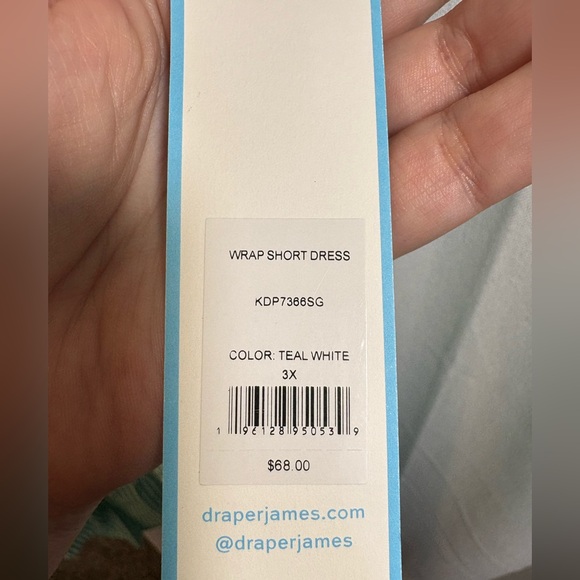 WRAP SHORT DRESS
KDP7366SG
COLOR: TEAL WHITE
3X
1 96128 95053 9
$68.00
draperjames.com
@draperjames